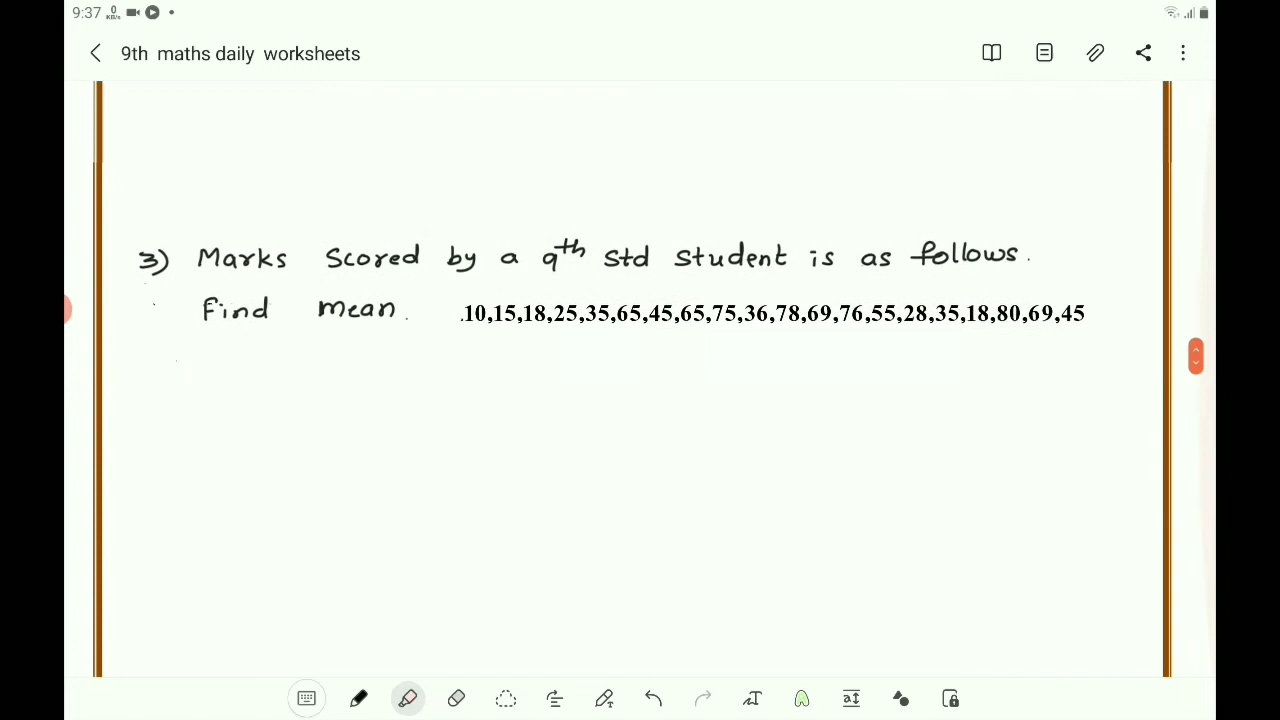 9:37 0 KB/s
9th maths daily worksheets
3) Marks Scored by a 9th std student is as follows.
Find mean. .10,15,18,25,35,65,45,65,75,36,78,69,76,55,28,35,18,80,69,45